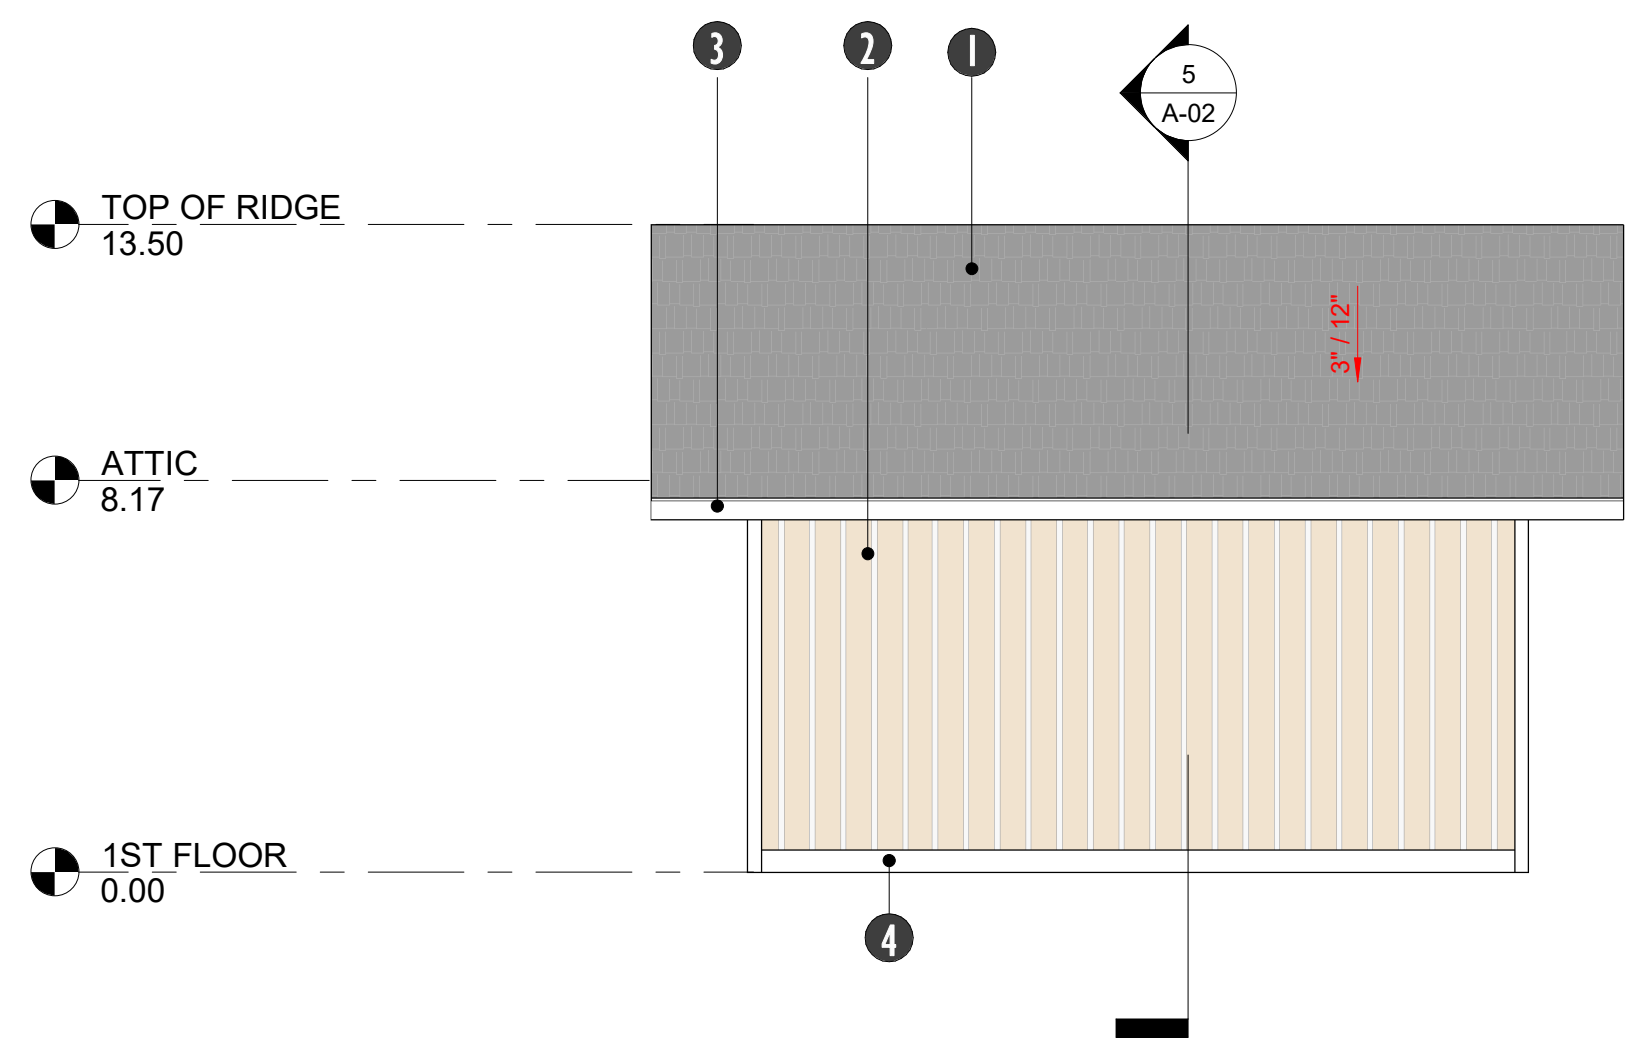 3
2
1
5
A-02
TOP OF RIDGE
13.50
3" / 12"
ATTIC
8.17
1ST FLOOR
0.00
4